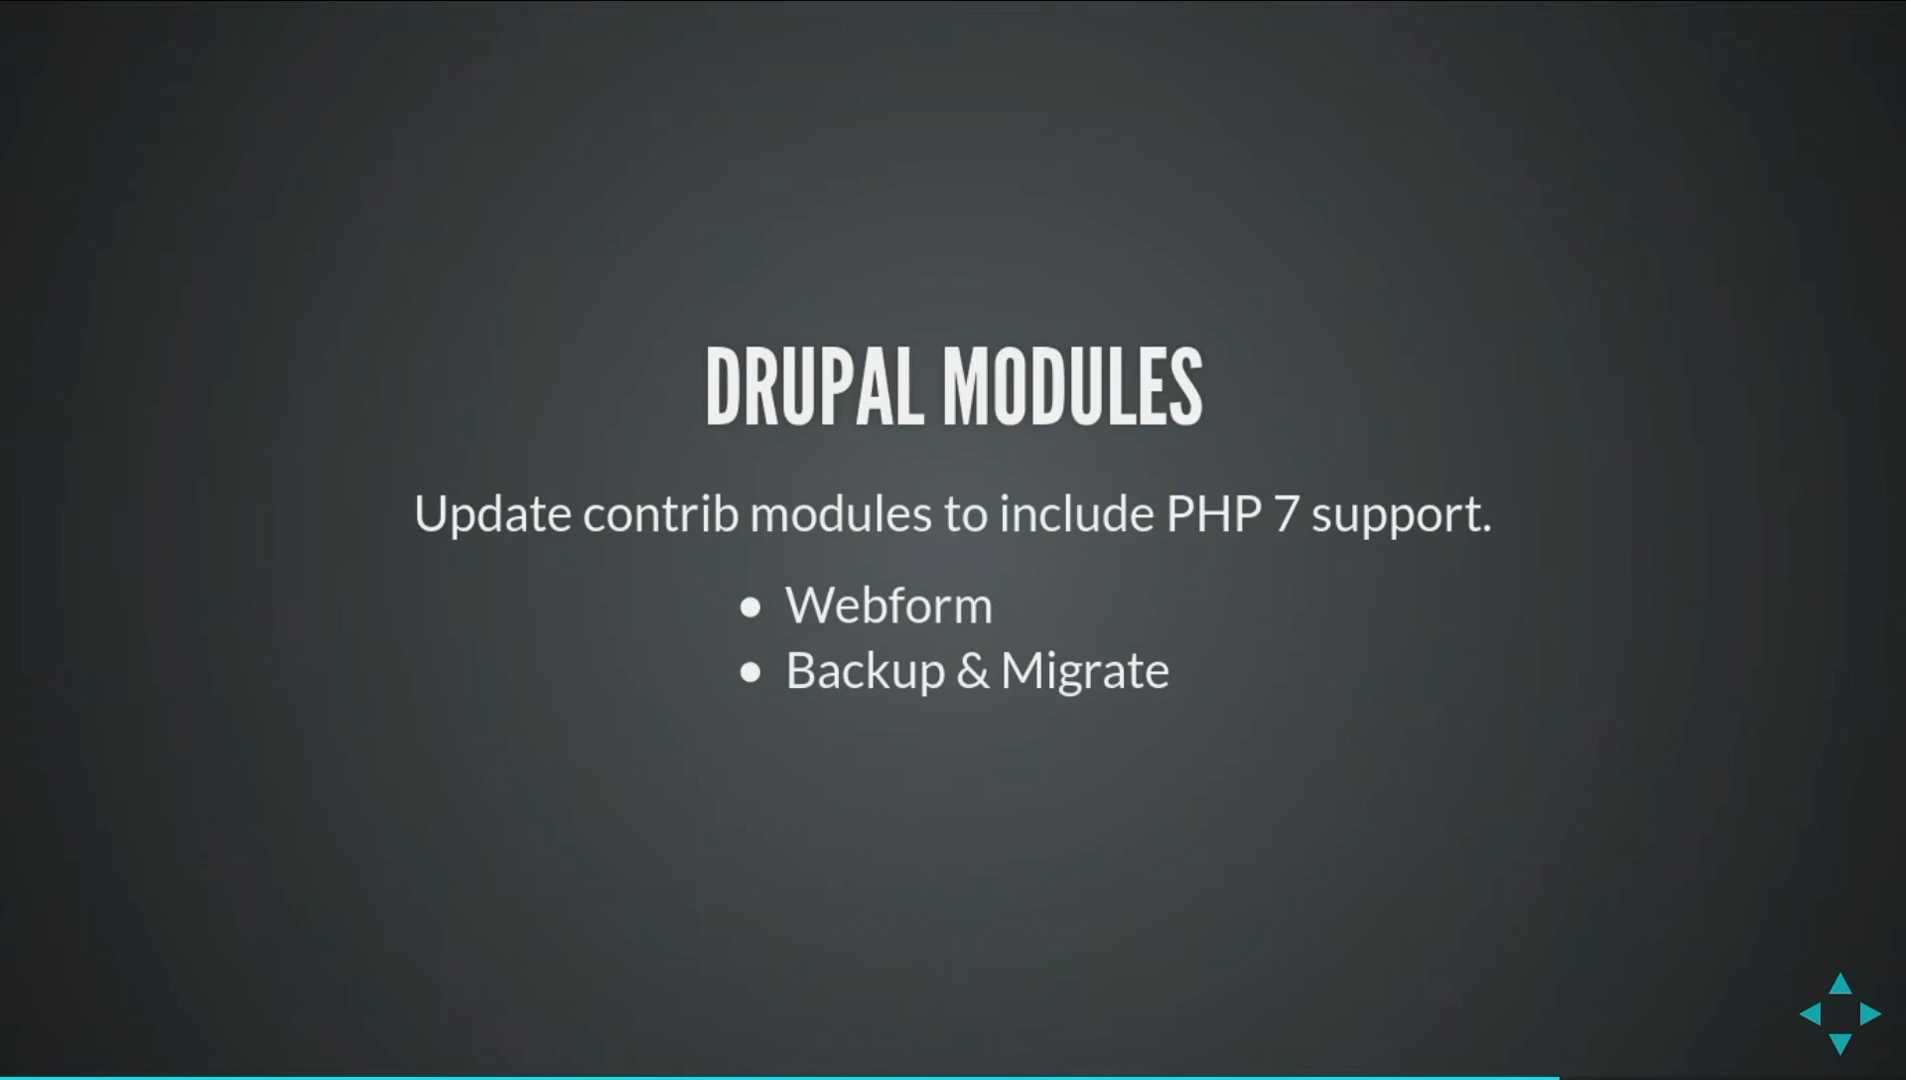 DRUPAL MODULES
Update contrib modules to include PHP 7 support.
• Webform
• Backup & Migrate